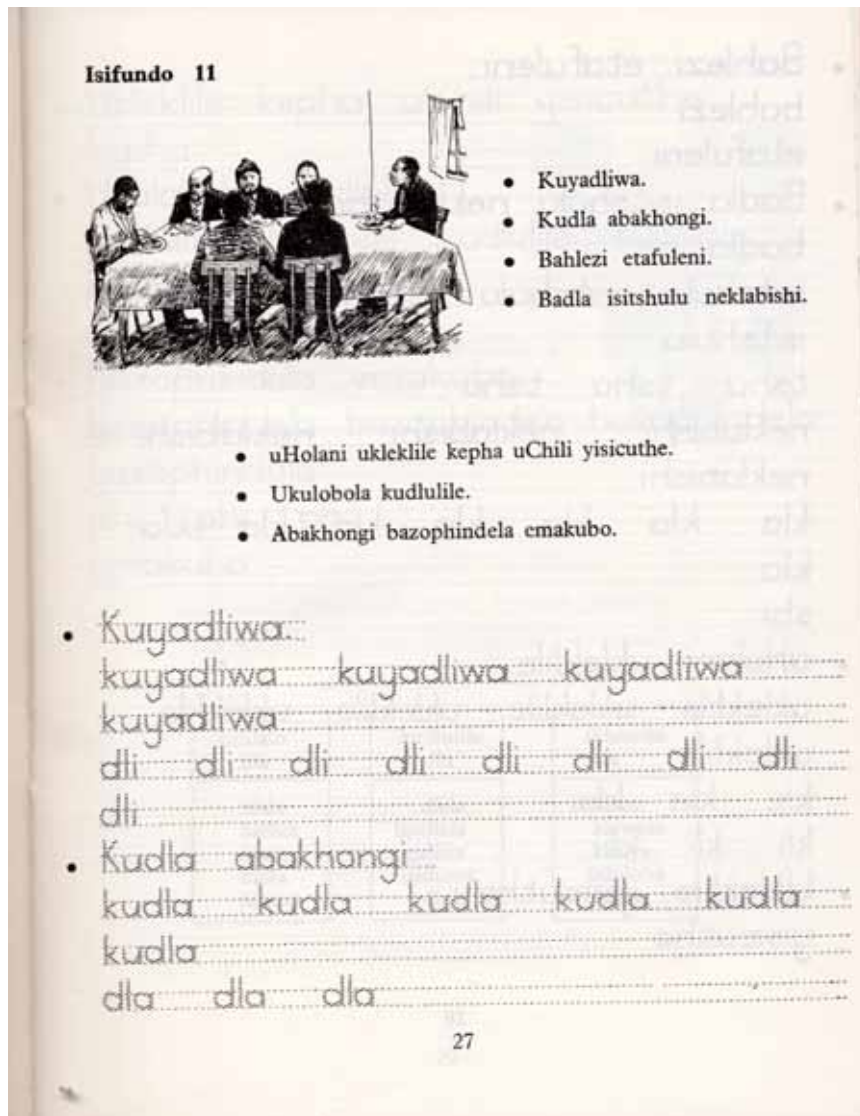 Isifundo 11
• Kuyadliwa.
• Kudla abakhongi.
• Bahlezi etafuleni.
• Badla isitshulu neklabishi.
• uHolani ukleklile kepha uChili yisicuthe.
• Ukulobola kudlulile.
• Abakhongi bazophindela emakubo.
• Kuyadliwa.
kuyadliwa kuyadliwa kuyadliwa
kuyadliwa
dli dli dli dli dli dli dli dli
dli
• Kudla abakhongi
kudla kudla kudla kudla kudla
kudla
dla dla dla
27